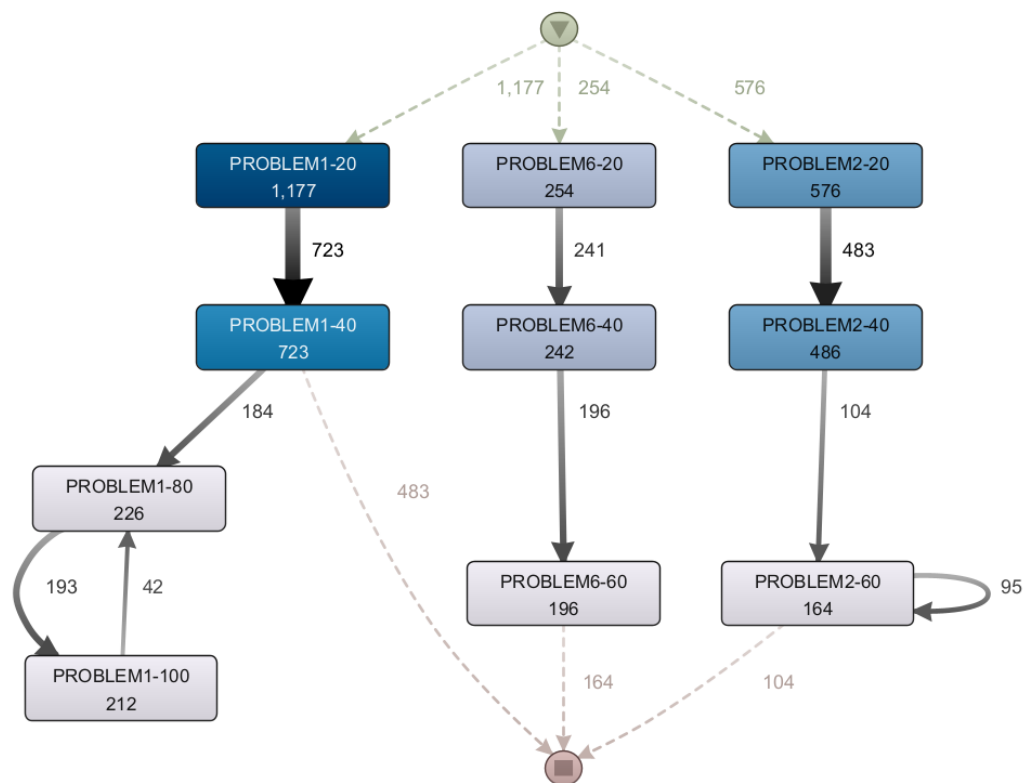 1,177
254
576
PROBLEM1-20
1,177
PROBLEM6-20
254
PROBLEM2-20
576
723
241
483
PROBLEM1-40
723
PROBLEM6-40
242
PROBLEM2-40
486
184
196
104
PROBLEM1-80
226
483
193
42
PROBLEM6-60
196
PROBLEM2-60
164
95
PROBLEM1-100
212
164
104